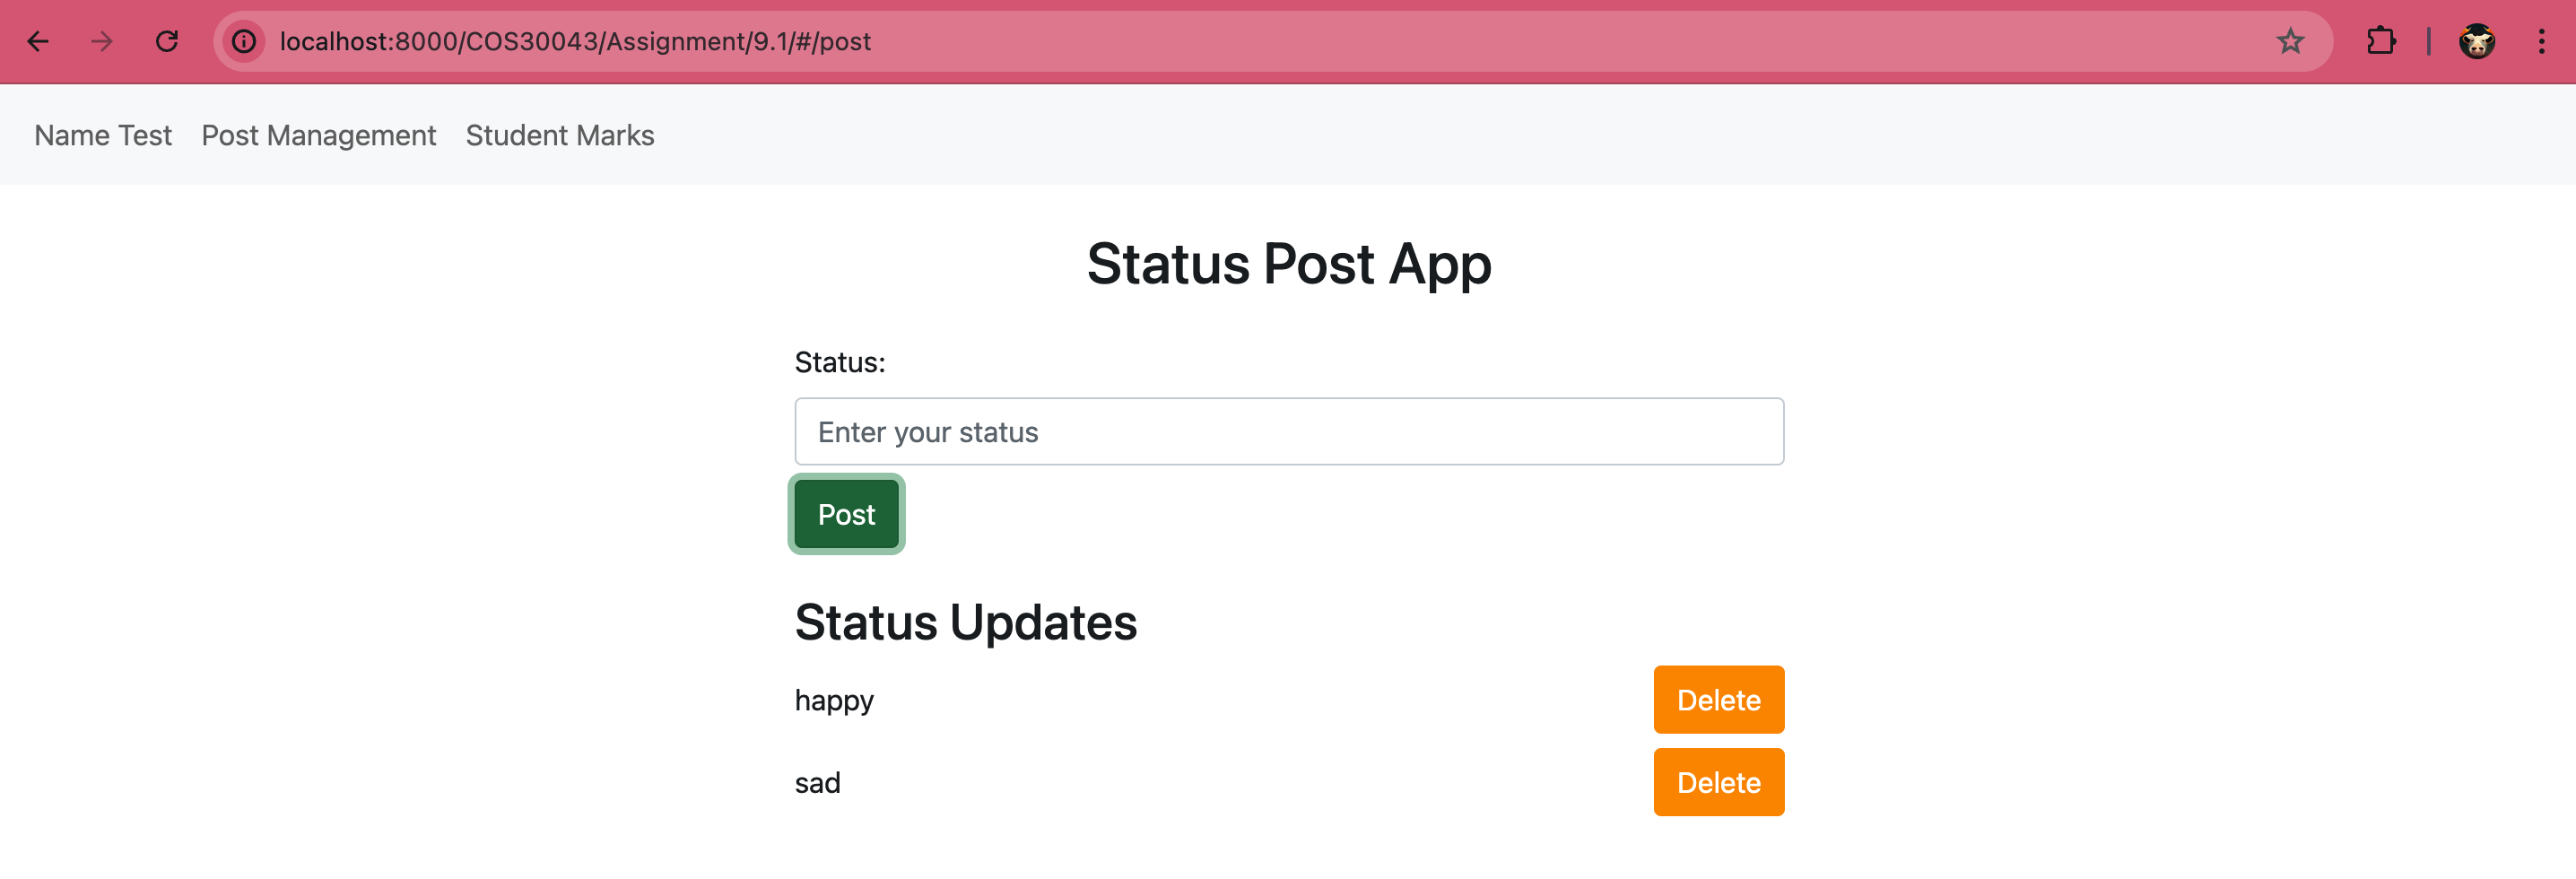 localhost:8000/COS30043/Assignment/9.1/#/post
Name Test Post Management Student Marks
Status Post App
Status:
Enter your status
Post
Status Updates
happy Delete
sad Delete